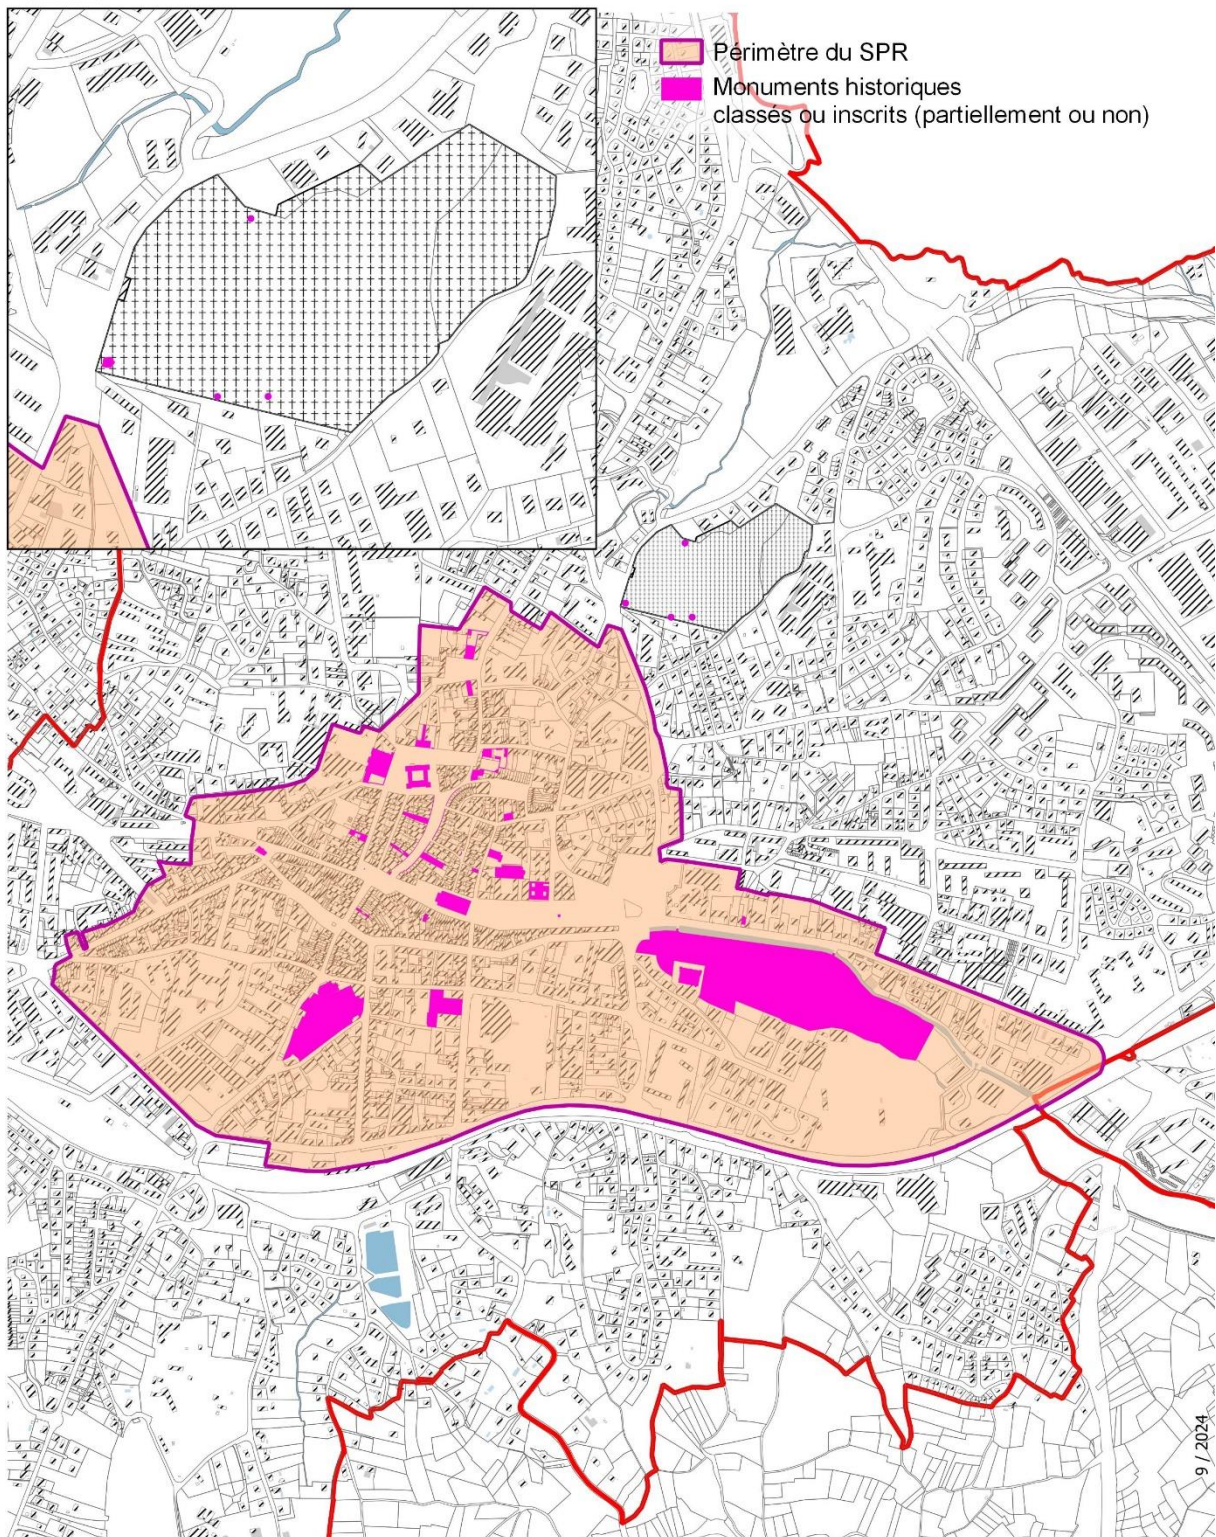 Périmètre du SPR
Monuments historiques
classés ou inscrits (partiellement ou non)
9 / 2024